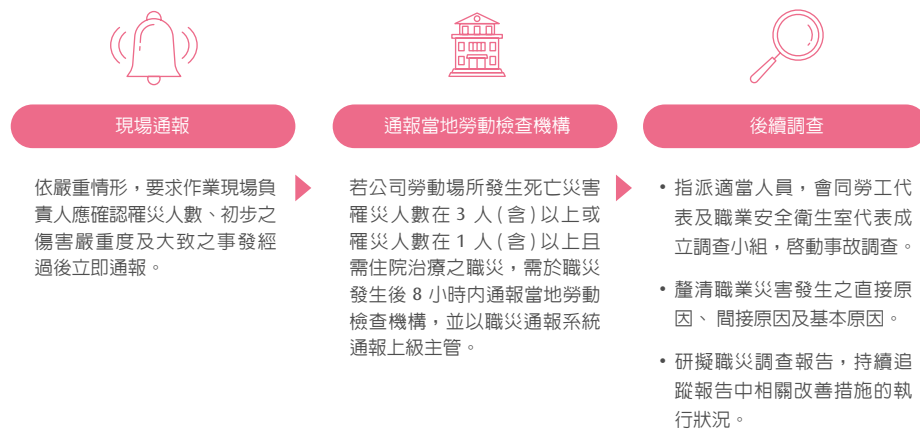 現場通報
依嚴重情形，要求作業現場負
責人應確認罹災人數、初步之
傷害嚴重度及大致之事發經
過後立即通報。
通報當地勞動檢查機構
若公司勞動場所發生死亡災害
罹災人數在 3 人(含)以上或
罹災人數在 1 人(含)以上且
需住院治療之職災，需於職災
發生後 8 小時內通報當地勞動
檢查機構，並以職災通報系統
通報上級主管。
後續調查
• 指派適當人員，會同勞工代
表及職業安全衛生室代表成
立調查小組，啓動事故調查。
• 釐清職業災害發生之直接原
因、 間接原因及基本原因。
• 研擬職災調查報告，持續追
蹤報告中相關改善措施的執
行狀況。